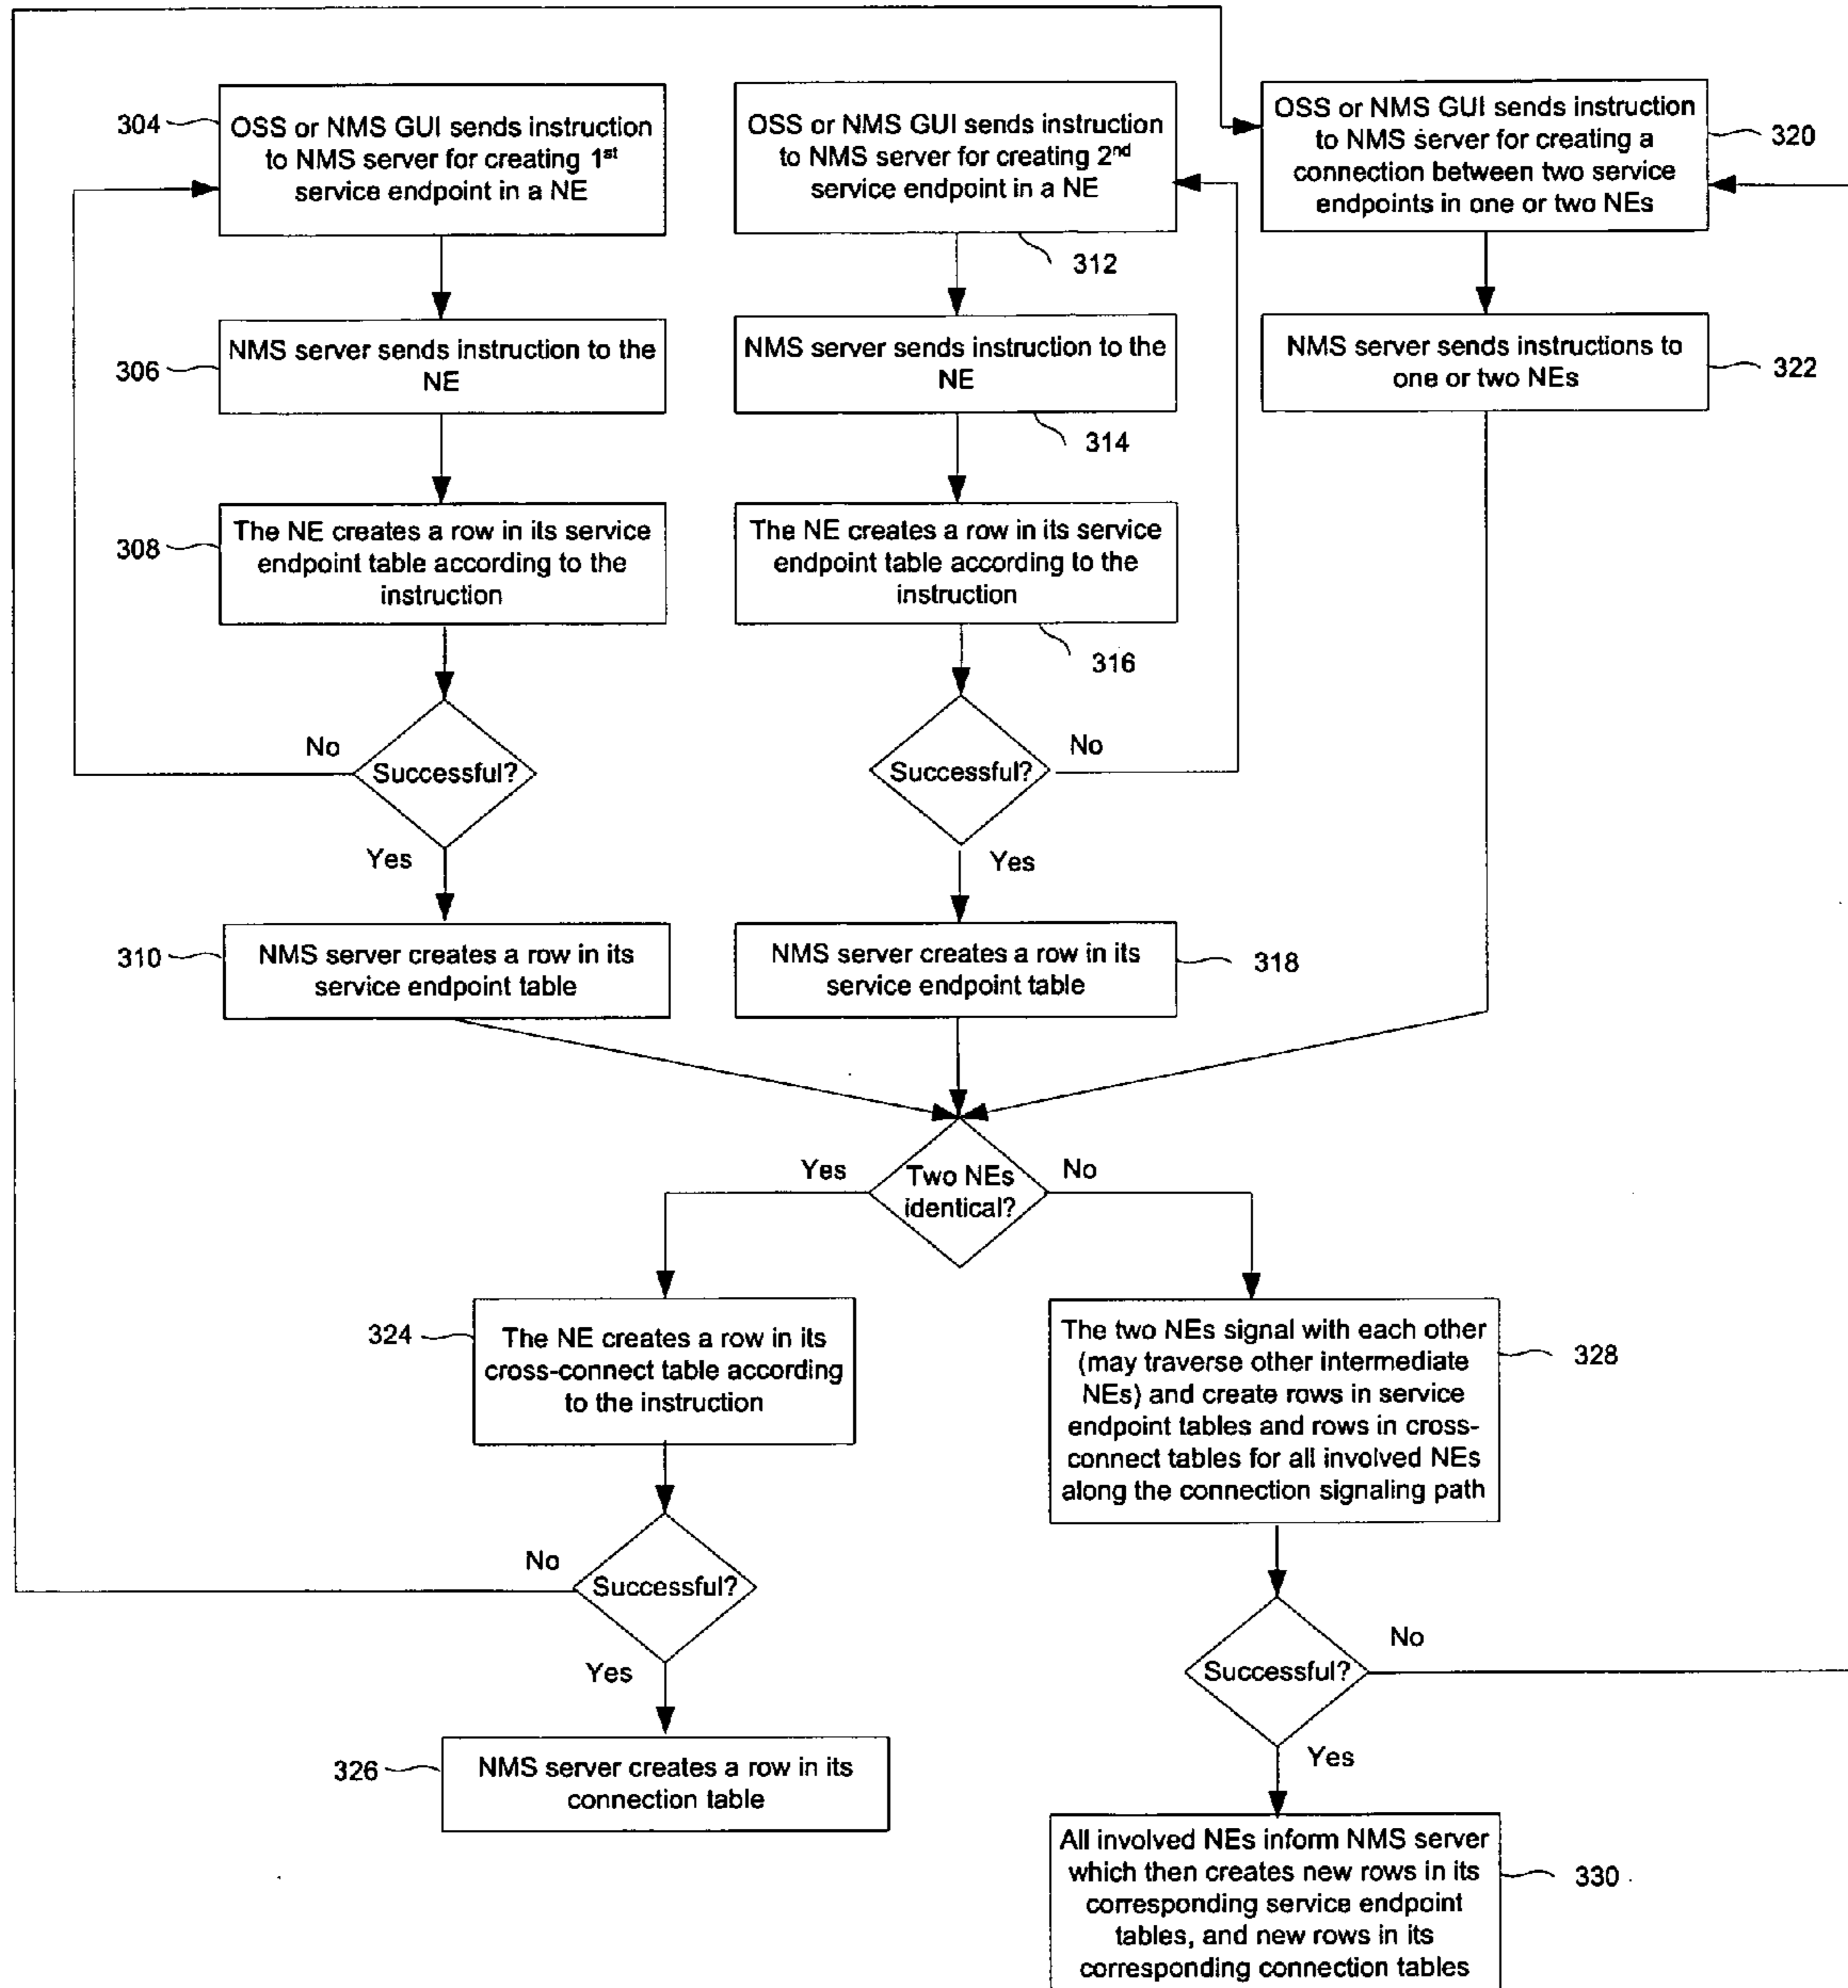 304
OSS or NMS GUI sends instruction
to NMS server for creating 1st
service endpoint in a NE
306
NMS server sends instruction to the
NE
308
The NE creates a row in its service
endpoint table according to the
instruction
No
Successful?
Yes
310
NMS server creates a row in its
service endpoint table
OSS or NMS GUI sends instruction
to NMS server for creating 2nd
service endpoint in a NE
312
NMS server sends instruction to the
NE
314
The NE creates a row in its service
endpoint table according to the
instruction
316
No
Successful?
Yes
NMS server creates a row in its
service endpoint table
318
OSS or NMS GUI sends instruction
to NMS server for creating a
connection between two service
endpoints in one or two NEs
320
NMS server sends instructions to
one or two NEs
322
Yes
Two NEs
identical?
No
324
The NE creates a row in its
cross-connect table according
to the instruction
No
Successful?
Yes
326
NMS server creates a row in its
connection table
The two NEs signal with each other
(may traverse other intermediate
NEs) and create rows in service
endpoint tables and rows in cross-
connect tables for all involved NEs
along the connection signaling path
328
No
Successful?
Yes
All involved NEs inform NMS server
which then creates new rows in its
corresponding service endpoint
tables, and new rows in its
corresponding connection tables
330